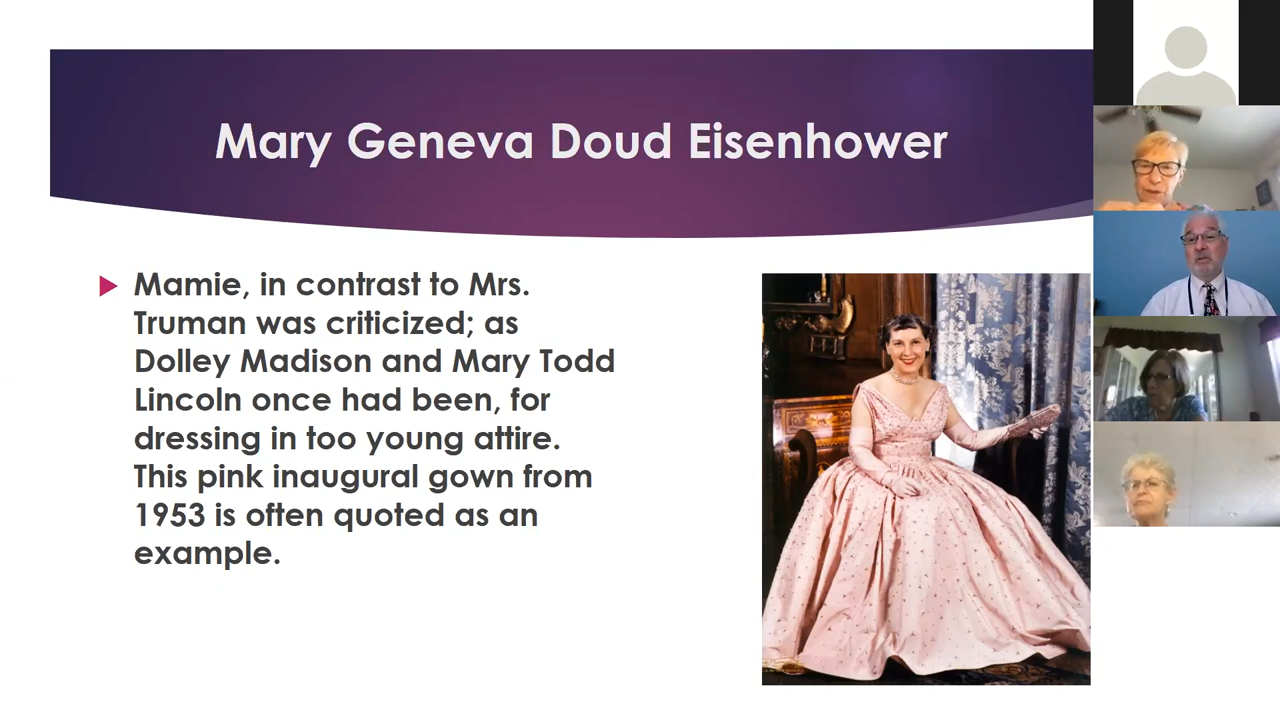 Mary Geneva Doud Eisenhower
Mamie, in contrast to Mrs.
Truman was criticized; as
Dolley Madison and Mary Todd
Lincoln once had been, for
dressing in too young attire.
This pink inaugural gown from
1953 is often quoted as an
example.